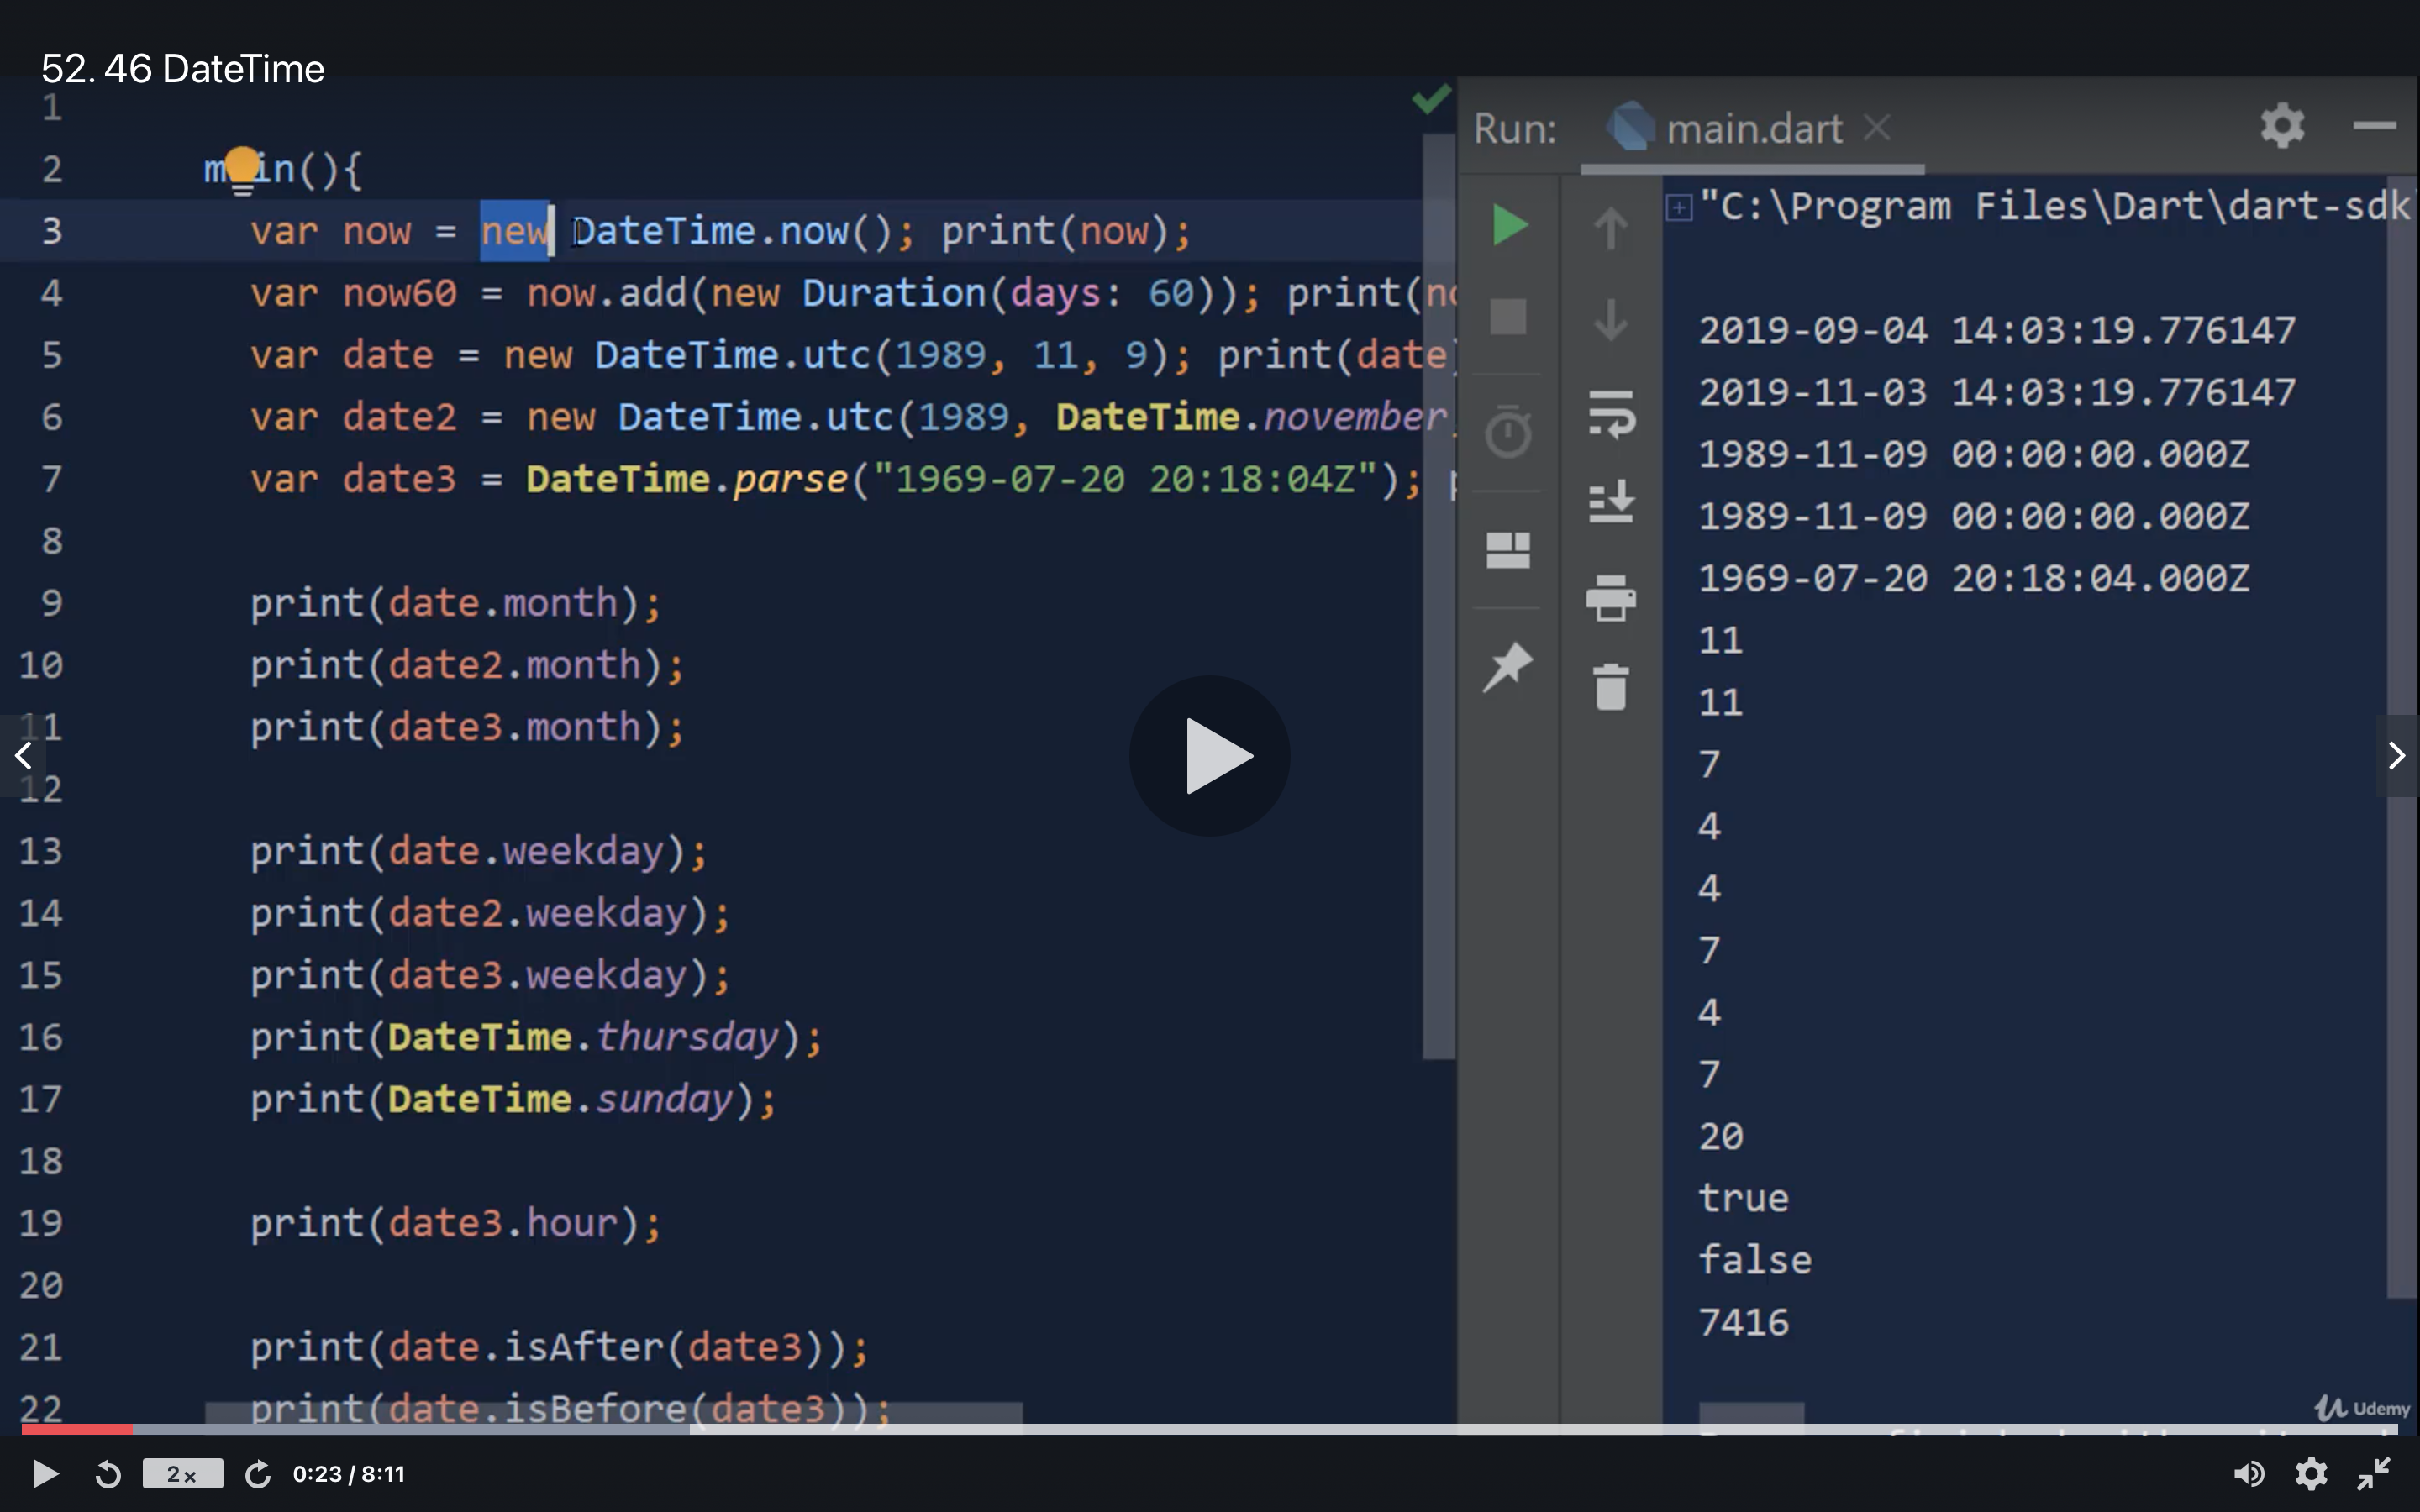 52. 46 DateTime
1
2 main(){
3 var now = new DateTime.now(); print(now);
4 var now60 = now.add(new Duration(days: 60)); print(no
5 var date = new DateTime.utc(1989, 11, 9); print(date
6 var date2 = new DateTime.utc(1989, DateTime.november
7 var date3 = DateTime.parse("1969-07-20 20:18:04Z");
8
9 print(date.month);
10 print(date2.month);
11 print(date3.month);
12
13 print(date.weekday);
14 print(date2.weekday);
15 print(date3.weekday);
16 print(DateTime.thursday);
17 print(DateTime.sunday);
18
19 print(date3.hour);
20
21 print(date.isAfter(date3));
22 print(date.isBefore(date3));
Run: main.dart
"C:\Program Files\Dart\dart-sdk
2019-09-04 14:03:19.776147
2019-11-03 14:03:19.776147
1989-11-09 00:00:00.000Z
1989-11-09 00:00:00.000Z
1969-07-20 20:18:04.000Z
11
11
7
4
4
7
4
7
20
true
false
7416
Udemy
2x 0:23 / 8:11